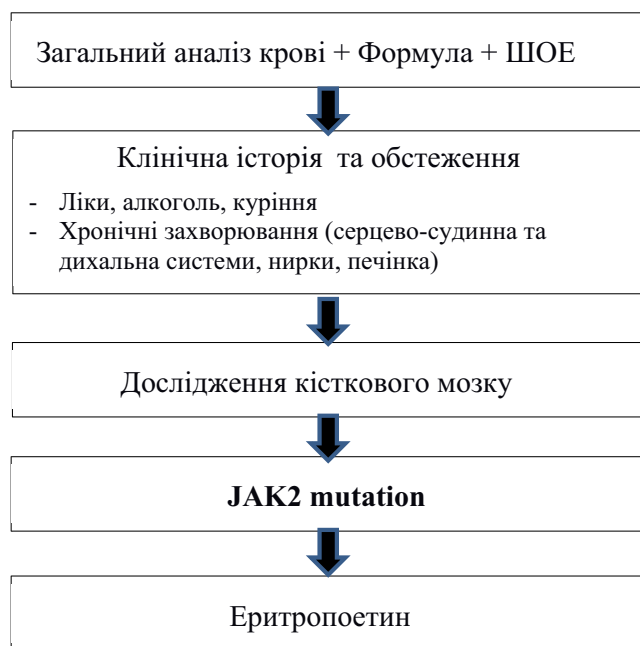 Загальний аналіз крові + Формула + ШОЕ
Клінічна історія та обстеження
- Ліки, алкоголь, куріння
- Хронічні захворювання (серцево-судинна та
дихальна системи, нирки, печінка)
Дослідження кісткового мозку
JAK2 mutation
Еритропоетин